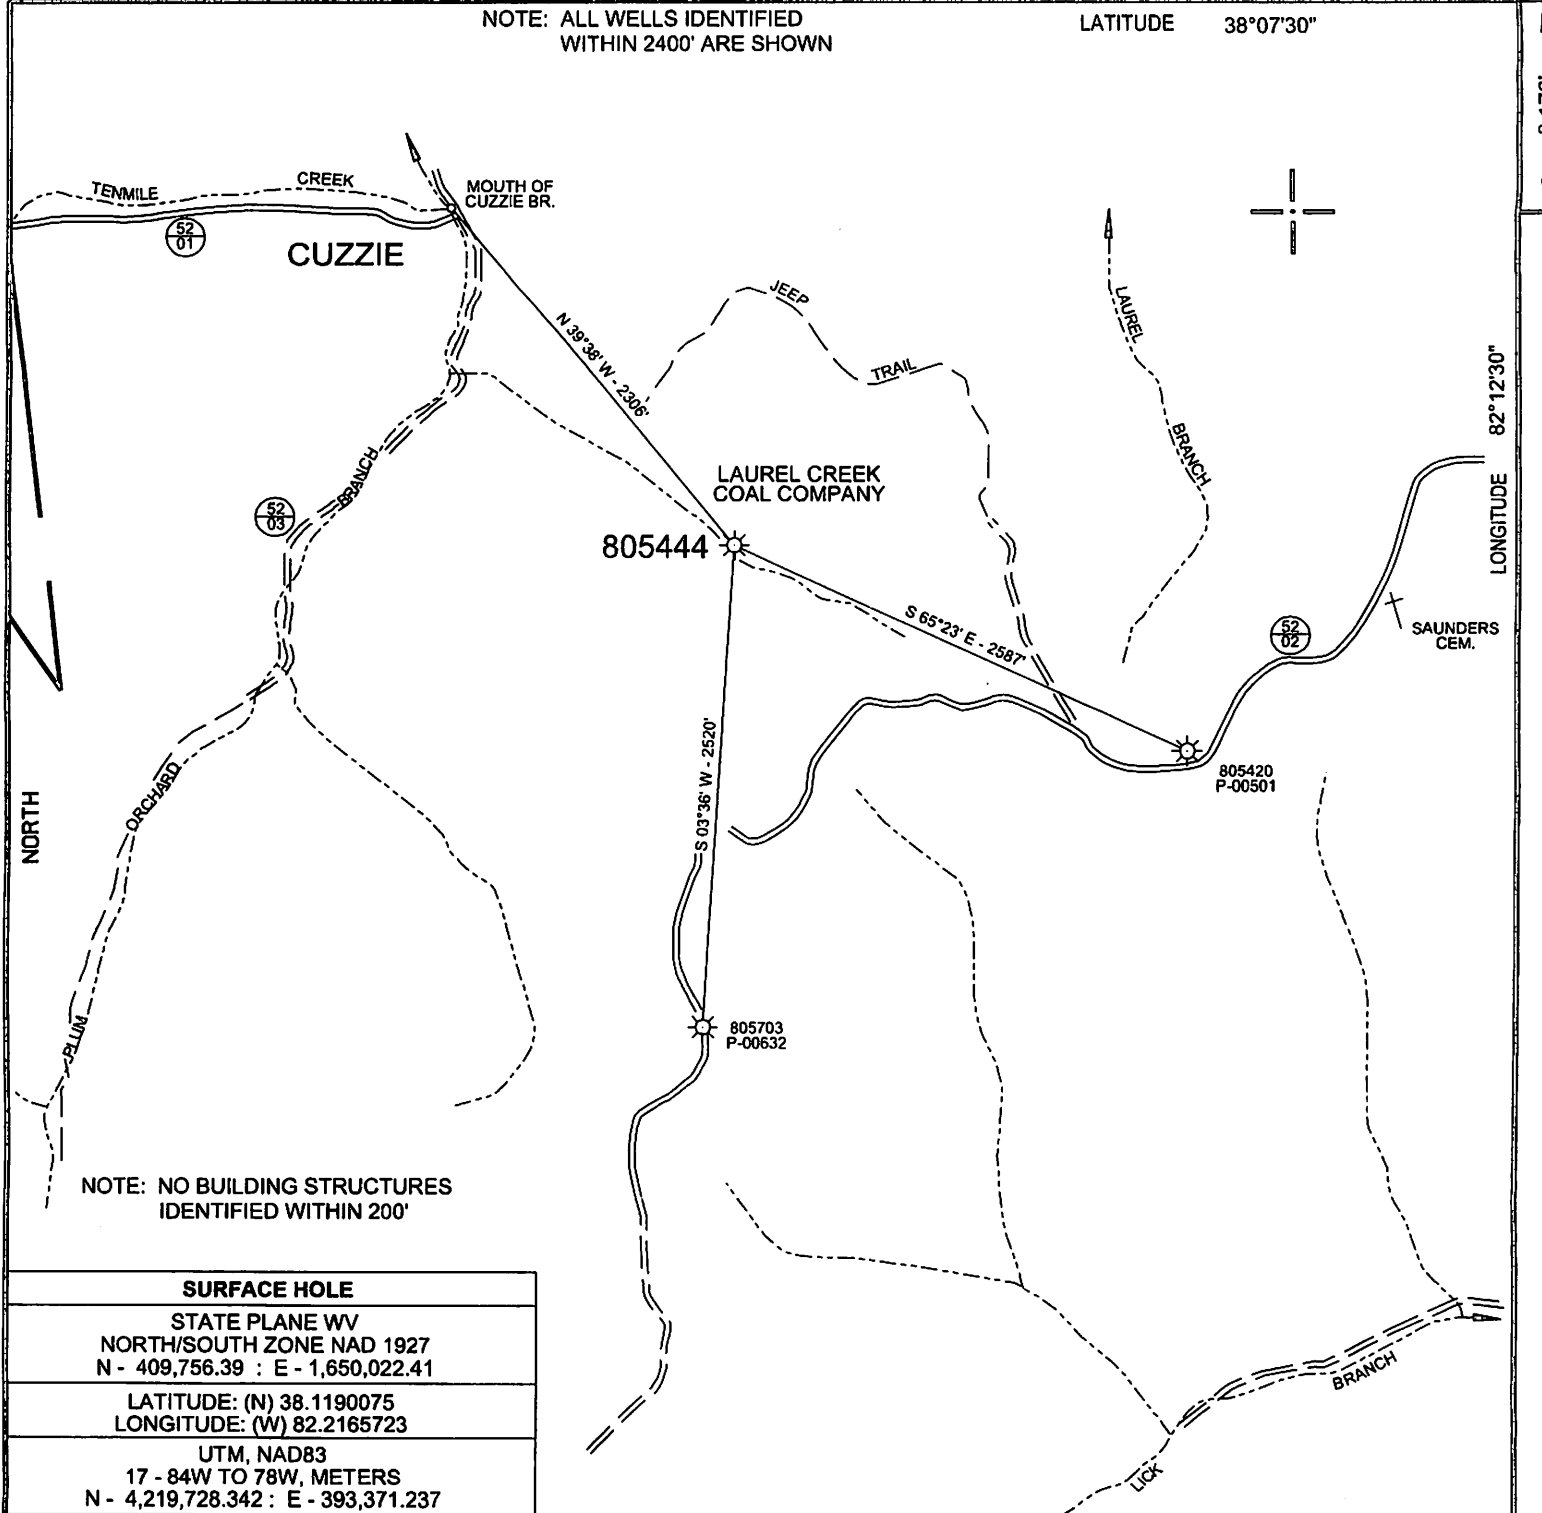 NOTE: ALL WELLS IDENTIFIED
WITHIN 2400' ARE SHOWN
LATITUDE 38°07'30"
TENMILE CREEK
MOUTH OF
CUZZIE BR.
52
01
CUZZIE
JEEP TRAIL
LAUREL BRANCH
N 39°38' W - 2306'
LONGITUDE 82°12'30"
LAUREL CREEK
COAL COMPANY
805444
52
03
S 65°23' E - 2587'
52
02
SAUNDERS
CEM.
S 03°36' W - 2520'
805420
P-00501
NORTH
PLUM ORCHARD BRANCH
805703
P-00632
NOTE: NO BUILDING STRUCTURES
IDENTIFIED WITHIN 200'
SURFACE HOLE
STATE PLANE WV
NORTH/SOUTH ZONE NAD 1927
N - 409,756.39 : E - 1,650,022.41
LATITUDE: (N) 38.1190075
LONGITUDE: (W) 82.2165723
UTM, NAD83
17 - 84W TO 78W, METERS
N - 4,219,728.342 : E - 393,371.237
LICK BRANCH